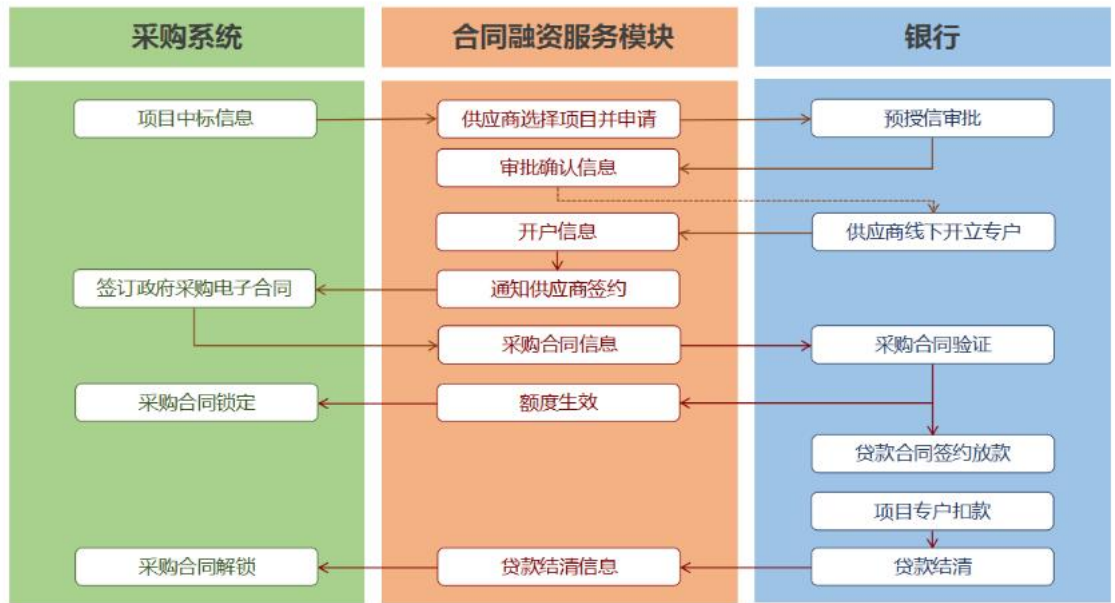 采购系统
合同融资服务模块
银行
项目中标信息
供应商选择项目并申请
预授信审批
审批确认信息
开户信息
供应商线下开立专户
签订政府采购电子合同
通知供应商签约
采购合同信息
采购合同验证
采购合同锁定
额度生效
贷款合同签约放款
项目专户扣款
采购合同解锁
贷款结清信息
贷款结清